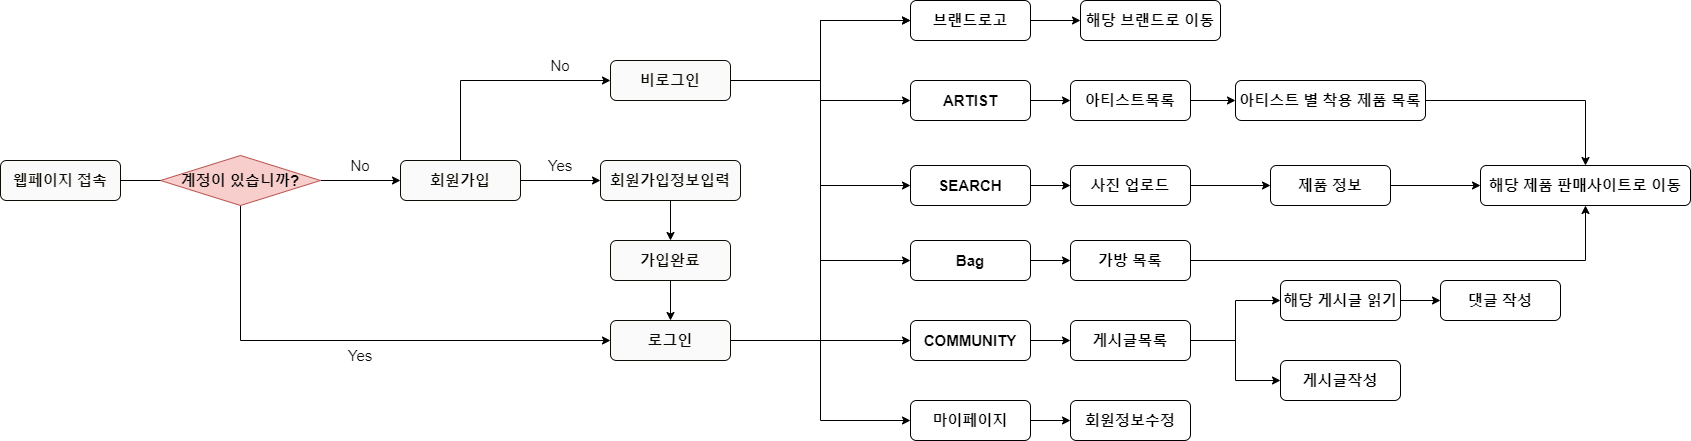 웹페이지 접속
계정이 있습니까?
No
Yes
회원가입
No
Yes
비로그인
회원가입정보입력
가입완료
로그인
브랜드로고
해당 브랜드로 이동
ARTIST
아티스트목록
아티스트 별 착용 제품 목록
SEARCH
사진 업로드
제품 정보
해당 제품 판매사이트로 이동
Bag
가방 목록
COMMUNITY
게시글목록
해당 게시글 읽기
댓글 작성
게시글작성
마이페이지
회원정보수정